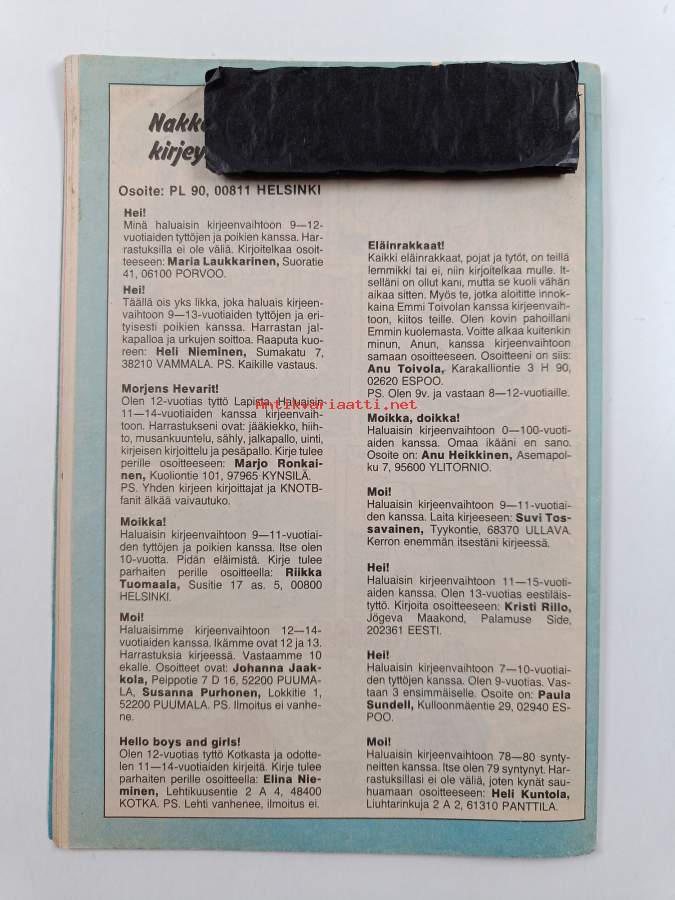 Osoite: PL 90, 00811 HELSINKI
Hei!
Minä haluaisin kirjeenvaihtoon 9—12-
vuotiaiden tyttöjen ja poikien kanssa. Har-
rastuksilla ei ole väliä. Kirjoitelkaa osoit-
teeseen: Maria Laukkarinen, Suoratie
41, 06100 PORVOO.
Hei!
Täällä ois yks likka, joka haluais kirjeen-
vaihtoon 9—13-vuotiaiden tyttöjen ja eri-
tyisesti poikien kanssa. Harrastan jal-
kapalloa ja urkujen soittoa. Raaputa kuo-
reen: Heli Nieminen, Sumakatu 7,
38210 VAMMALA. PS. Kaikille vastaus.
Morjens Hevarit!
Olen 12-vuotias tyttö Lapista. Haluaisin
11—14-vuotiaiden kanssa kirjeenvaih-
toon. Harrastukseni ovat: jääkiekko, hiih-
to, musankuuntelu, sähly, jalkapallo, uinti,
kirjeisen kirjoittelu ja pesäpallo. Kirje tulee
perille osoitteeseen: Marjo Ronkai-
nen, Kuoliontie 101, 97965 KYNSILÄ.
PS. Yhden kirjeen kirjoittajat ja KNOTB-
fanit älkää vaivautuko.
Moikka!
Haluaisin kirjeenvaihtoon 9—11-vuotiai-
den tyttöjen ja poikien kanssa. Itse olen
10-vuotta. Pidän eläimistä. Kirje tulee
parhaiten perille osoitteella: Riikka
Tuomaala, Susitie 17 as. 5, 00800
HELSINKI.
Moi!
Haluaisimme kirjeenvaihtoon 12—14-
vuotiaiden kanssa. Ikämme ovat 12 ja 13.
Harrastuksia kirjeessä. Vastaamme 10
ekalle. Osoitteet ovat: Johanna Jaak-
kola, Peippotie 7 D 16, 52200 PUUMA-
LA, Susanna Purhonen, Lokkitie 1,
52200 PUUMALA. PS. Ilmoitus ei vanhe-
ne.
Hello boys and girls!
Olen 12-vuotias tyttö Kotkasta ja odotte-
len 11—14-vuotiaiden kirjeitä. Kirje tulee
parhaiten perille osoitteella: Elina Nie-
minen, Lehtikuusentie 2 A 4, 48400
KOTKA. PS. Lehti vanhenee, ilmoitus ei.
Eläinrakkaat!
Kaikki eläinrakkaat, pojat ja tytöt, on teillä
lemmikki tai ei, niin kirjoitelkaa mulle. It-
selläni on ollut kani, mutta se kuoli vähän
aikaa sitten. Myös te, jotka aloititte innok-
kaina Emmi Toivolan kanssa kirjeenvaih-
toon, kiitos teille. Olen kovin pahoillani
Emmin kuolemasta. Voitte alkaa kuitenkin
minun, Anun, kanssa kirjeenvaihtoon
samaan osoitteeseen. Osoitteeni on siis:
Anu Toivola, Karakalliontie 3 H 90,
02620 ESPOO.
PS. Olen 9v. ja vastaan 8—12-vuotiaille.
Moikka, doikka!
Haluaisin kirjeenvaihtoon 0—100-vuoti-
aiden kanssa. Omaa ikääni en sano.
Osoite on: Anu Heikkinen, Asemapol-
ku 7, 95600 YLITORNIO.
Moi!
Haluaisin kirjeenvaihtoon 9—11-vuotiai-
den kanssa. Laita kirjeeseen: Suvi Tos-
savainen, Tyykontie, 68370 ULLAVA.
Kerron enemmän itsestäni kirjeessä.
Hei!
Haluaisin kirjeenvaihtoon 11—15-vuoti-
aiden kanssa. Olen 13-vuotias eestiläis-
tyttö. Kirjoita osoitteeseen: Kristi Rillo,
Jõgeva Maakond, Palamuse Side,
202361 EESTI.
Hei!
Haluaisin kirjeenvaihtoon 7—10-vuotiai-
den tyttöjen kanssa. Olen 9-vuotias. Vas-
taan 3 ensimmäiselle. Osoite on: Paula
Sundell, Kulloonmäentie 29, 02940 ES-
POO.
Moi!
Haluaisin kirjeenvaihtoon 78—80 synty-
neitten kanssa. Itse olen 79 syntynyt. Har-
rastuksillasi ei ole väliä, joten kynät sau-
huamaan osoitteeseen: Heli Kuntola,
Liuhtarinkuja 2 A 2, 61310 PANTTILA.
Antikvariaatti.net